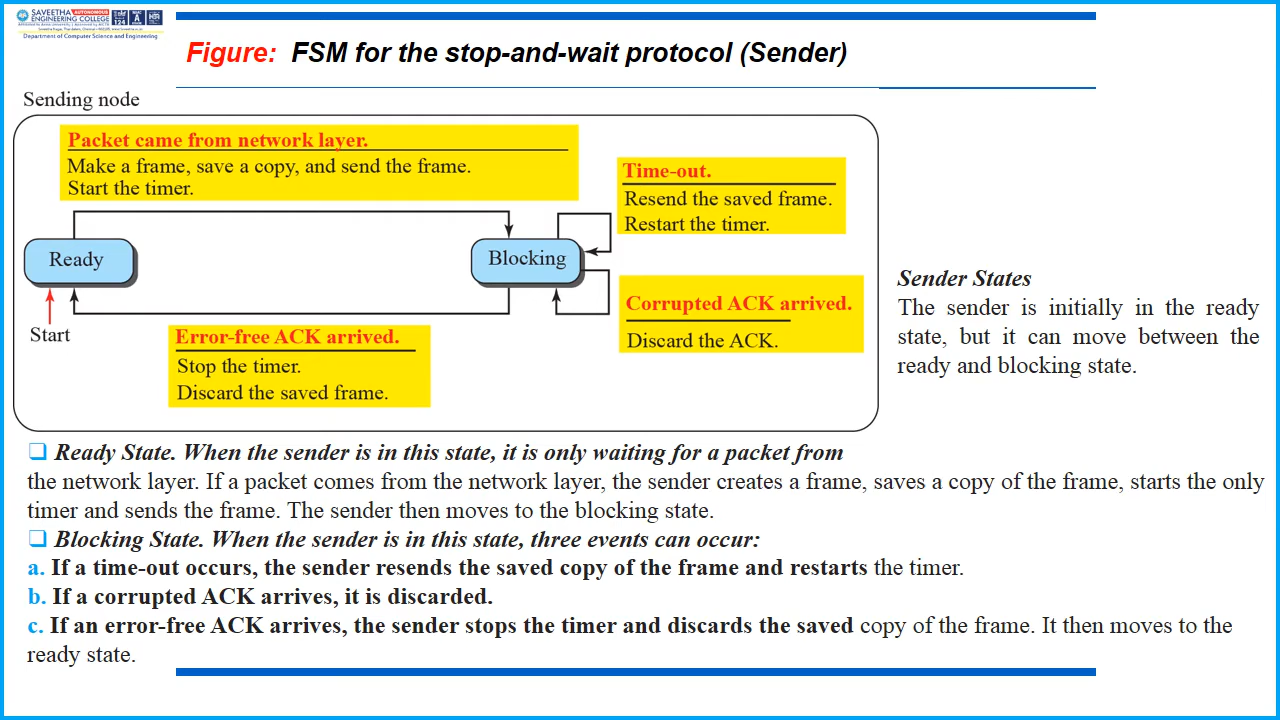 SAVEETHA AUTONOMOUS
ENGINEERING COLLEGE
Department of Computer Science and Engineering
Figure: FSM for the stop-and-wait protocol (Sender)
Sending node
Packet came from network layer.
Make a frame, save a copy, and send the frame.
Start the timer.
Time-out.
Resend the saved frame.
Restart the timer.
Ready
Blocking
Corrupted ACK arrived.
Discard the ACK.
Start
Error-free ACK arrived.
Stop the timer.
Discard the saved frame.
Sender States
The sender is initially in the ready
state, but it can move between the
ready and blocking state.
❑ Ready State. When the sender is in this state, it is only waiting for a packet from
the network layer. If a packet comes from the network layer, the sender creates a frame, saves a copy of the frame, starts the only
timer and sends the frame. The sender then moves to the blocking state.
❑ Blocking State. When the sender is in this state, three events can occur:
a. If a time-out occurs, the sender resends the saved copy of the frame and restarts the timer.
b. If a corrupted ACK arrives, it is discarded.
c. If an error-free ACK arrives, the sender stops the timer and discards the saved copy of the frame. It then moves to the
ready state.